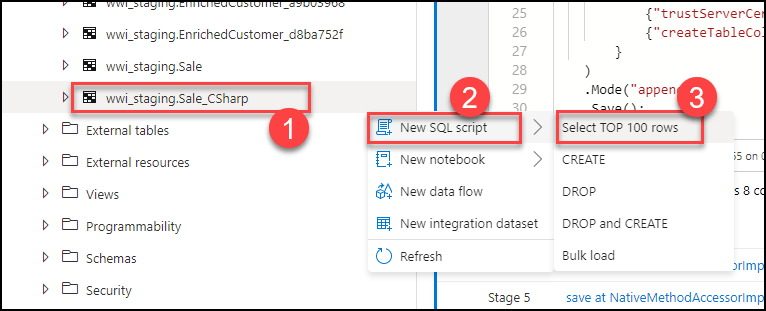 wwi_staging.EnrichedCustomer_a9b03968
wwi_staging.EnrichedCustomer_d8ba752f
wwi_staging.Sale
wwi_staging.Sale_CSharp
1
External tables
External resources
Views
Programmability
Schemas
Security
2
New SQL script
New notebook
New data flow
New integration dataset
Refresh
3
Select TOP 100 rows
CREATE
DROP
DROP and CREATE
Bulk load
25 {"trustServerCer
26 {"createTableCol
27 }
28 )
29 .Mode("appen
30 .Save();
55 on
s 8 c
sorImp
Stage 5 save at NativeMethodAccessorImp